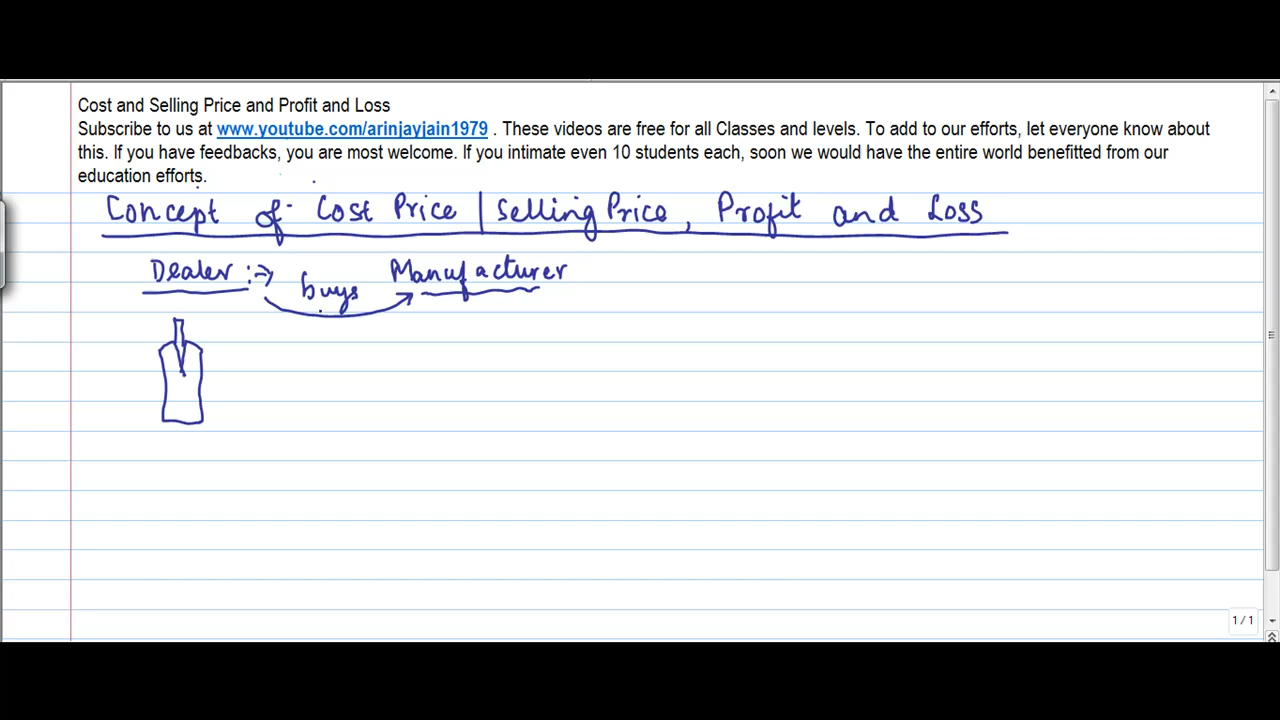 Cost and Selling Price and Profit and Loss
Subscribe to us at www.youtube.com/arinjayjain1979 . These videos are free for all Classes and levels. To add to our efforts, let everyone know about
this. If you have feedbacks, you are most welcome. If you intimate even 10 students each, soon we would have the entire world benefitted from our
education efforts.
Concept of Cost Price | Selling Price, Profit and Loss
Dealer :→ buys Manufacturer
1 / 1